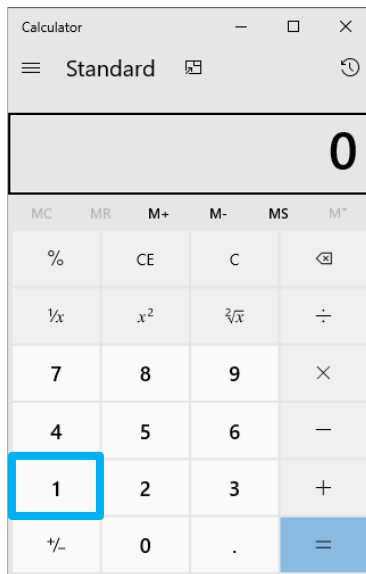 Calculator
Standard
0
MC MR M+ M- MS M˅
% CE C
¹/x x² ²√x ÷
7 8 9 ×
4 5 6 −
1 2 3 +
+/− 0 . =